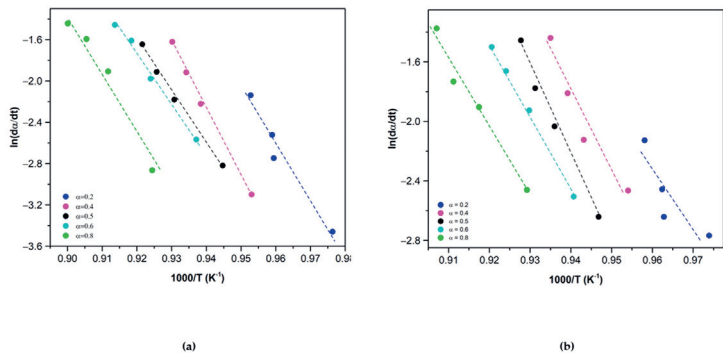 ln(dα/dt)
-1.6
-2.0
-2.4
-2.8
-3.2
-3.6
α=0.2
α=0.4
α=0.5
α=0.6
α=0.8
0.90 0.91 0.92 0.93 0.94 0.95 0.96 0.97 0.98
1000/T (K⁻¹)
(a)
ln(dα/dt)
-1.6
-2.0
-2.4
-2.8
α = 0.2
α = 0.4
α = 0.5
α = 0.6
α = 0.8
0.91 0.92 0.93 0.94 0.95 0.96 0.97
1000/T (K⁻¹)
(b)